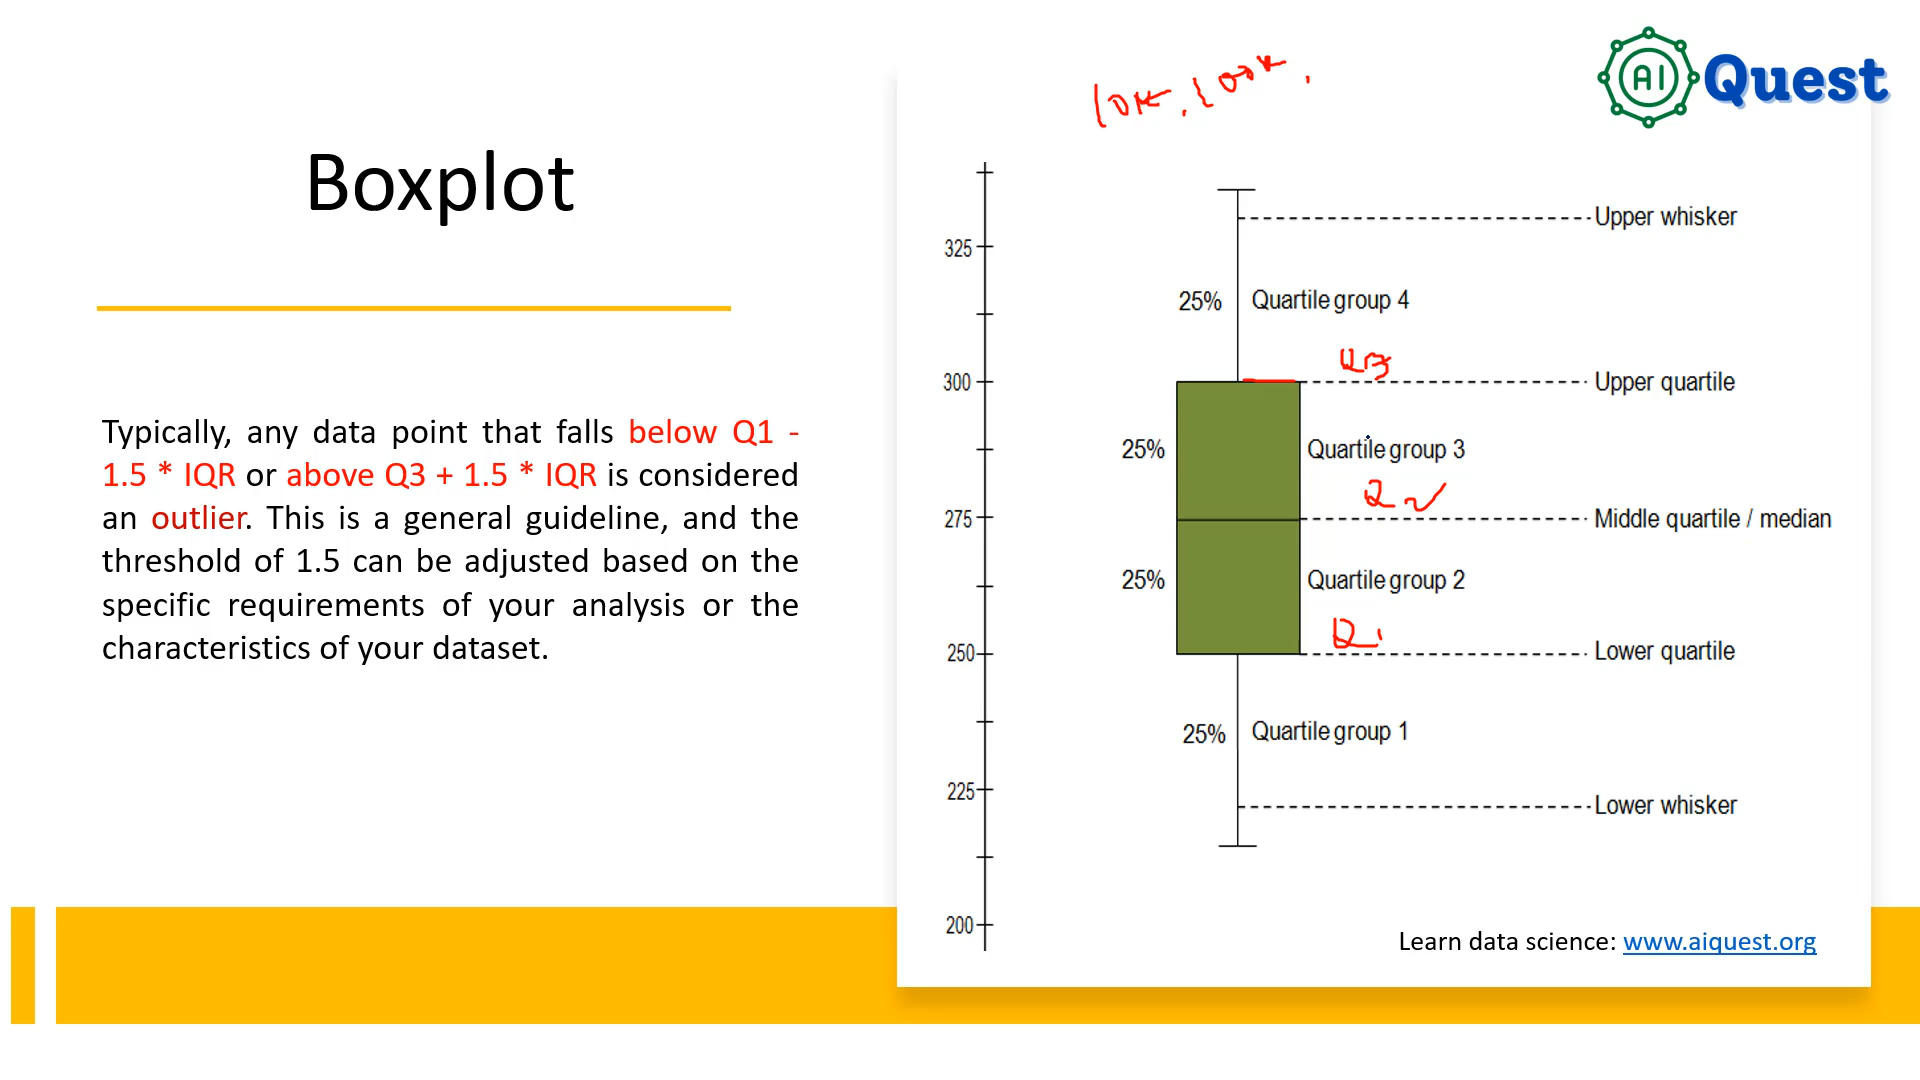 10K, 100K,
AI Quest
Boxplot
Typically, any data point that falls below Q1 -
1.5 * IQR or above Q3 + 1.5 * IQR is considered
an outlier. This is a general guideline, and the
threshold of 1.5 can be adjusted based on the
specific requirements of your analysis or the
characteristics of your dataset.
Upper whisker
325
25% Quartile group 4
Q3
300
Upper quartile
25% Quartile group 3
Q2
275
Middle quartile / median
25% Quartile group 2
Q1
250
Lower quartile
25% Quartile group 1
225
Lower whisker
200
Learn data science: www.aiquest.org